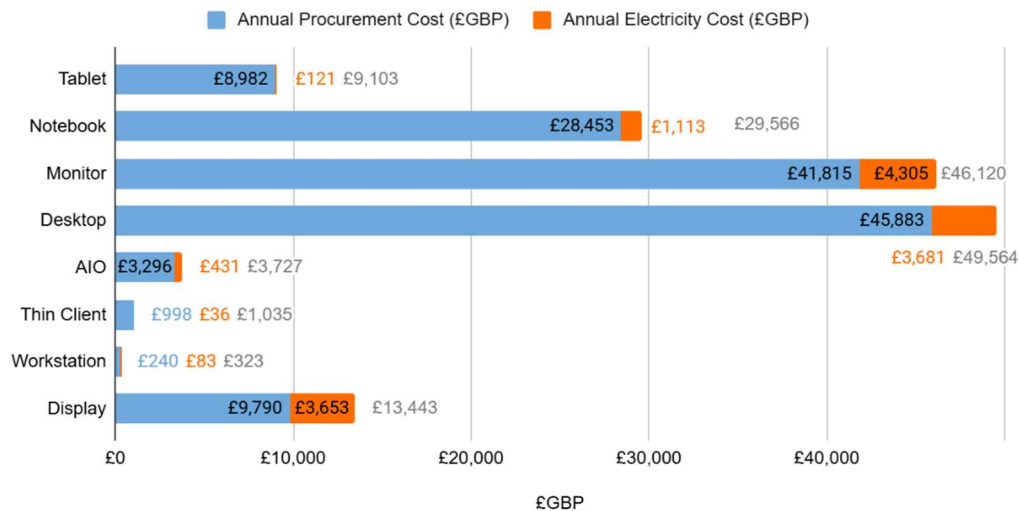 Annual Procurement Cost (£GBP) Annual Electricity Cost (£GBP)
Tablet £8,982 £121 £9,103
Notebook £28,453 £1,113 £29,566
Monitor £41,815 £4,305 £46,120
Desktop £45,883
£3,681 £49,564
AIO £3,296 £431 £3,727
Thin Client £998 £36 £1,035
Workstation £240 £83 £323
Display £9,790 £3,653 £13,443
£0 £10,000 £20,000 £30,000 £40,000
£GBP